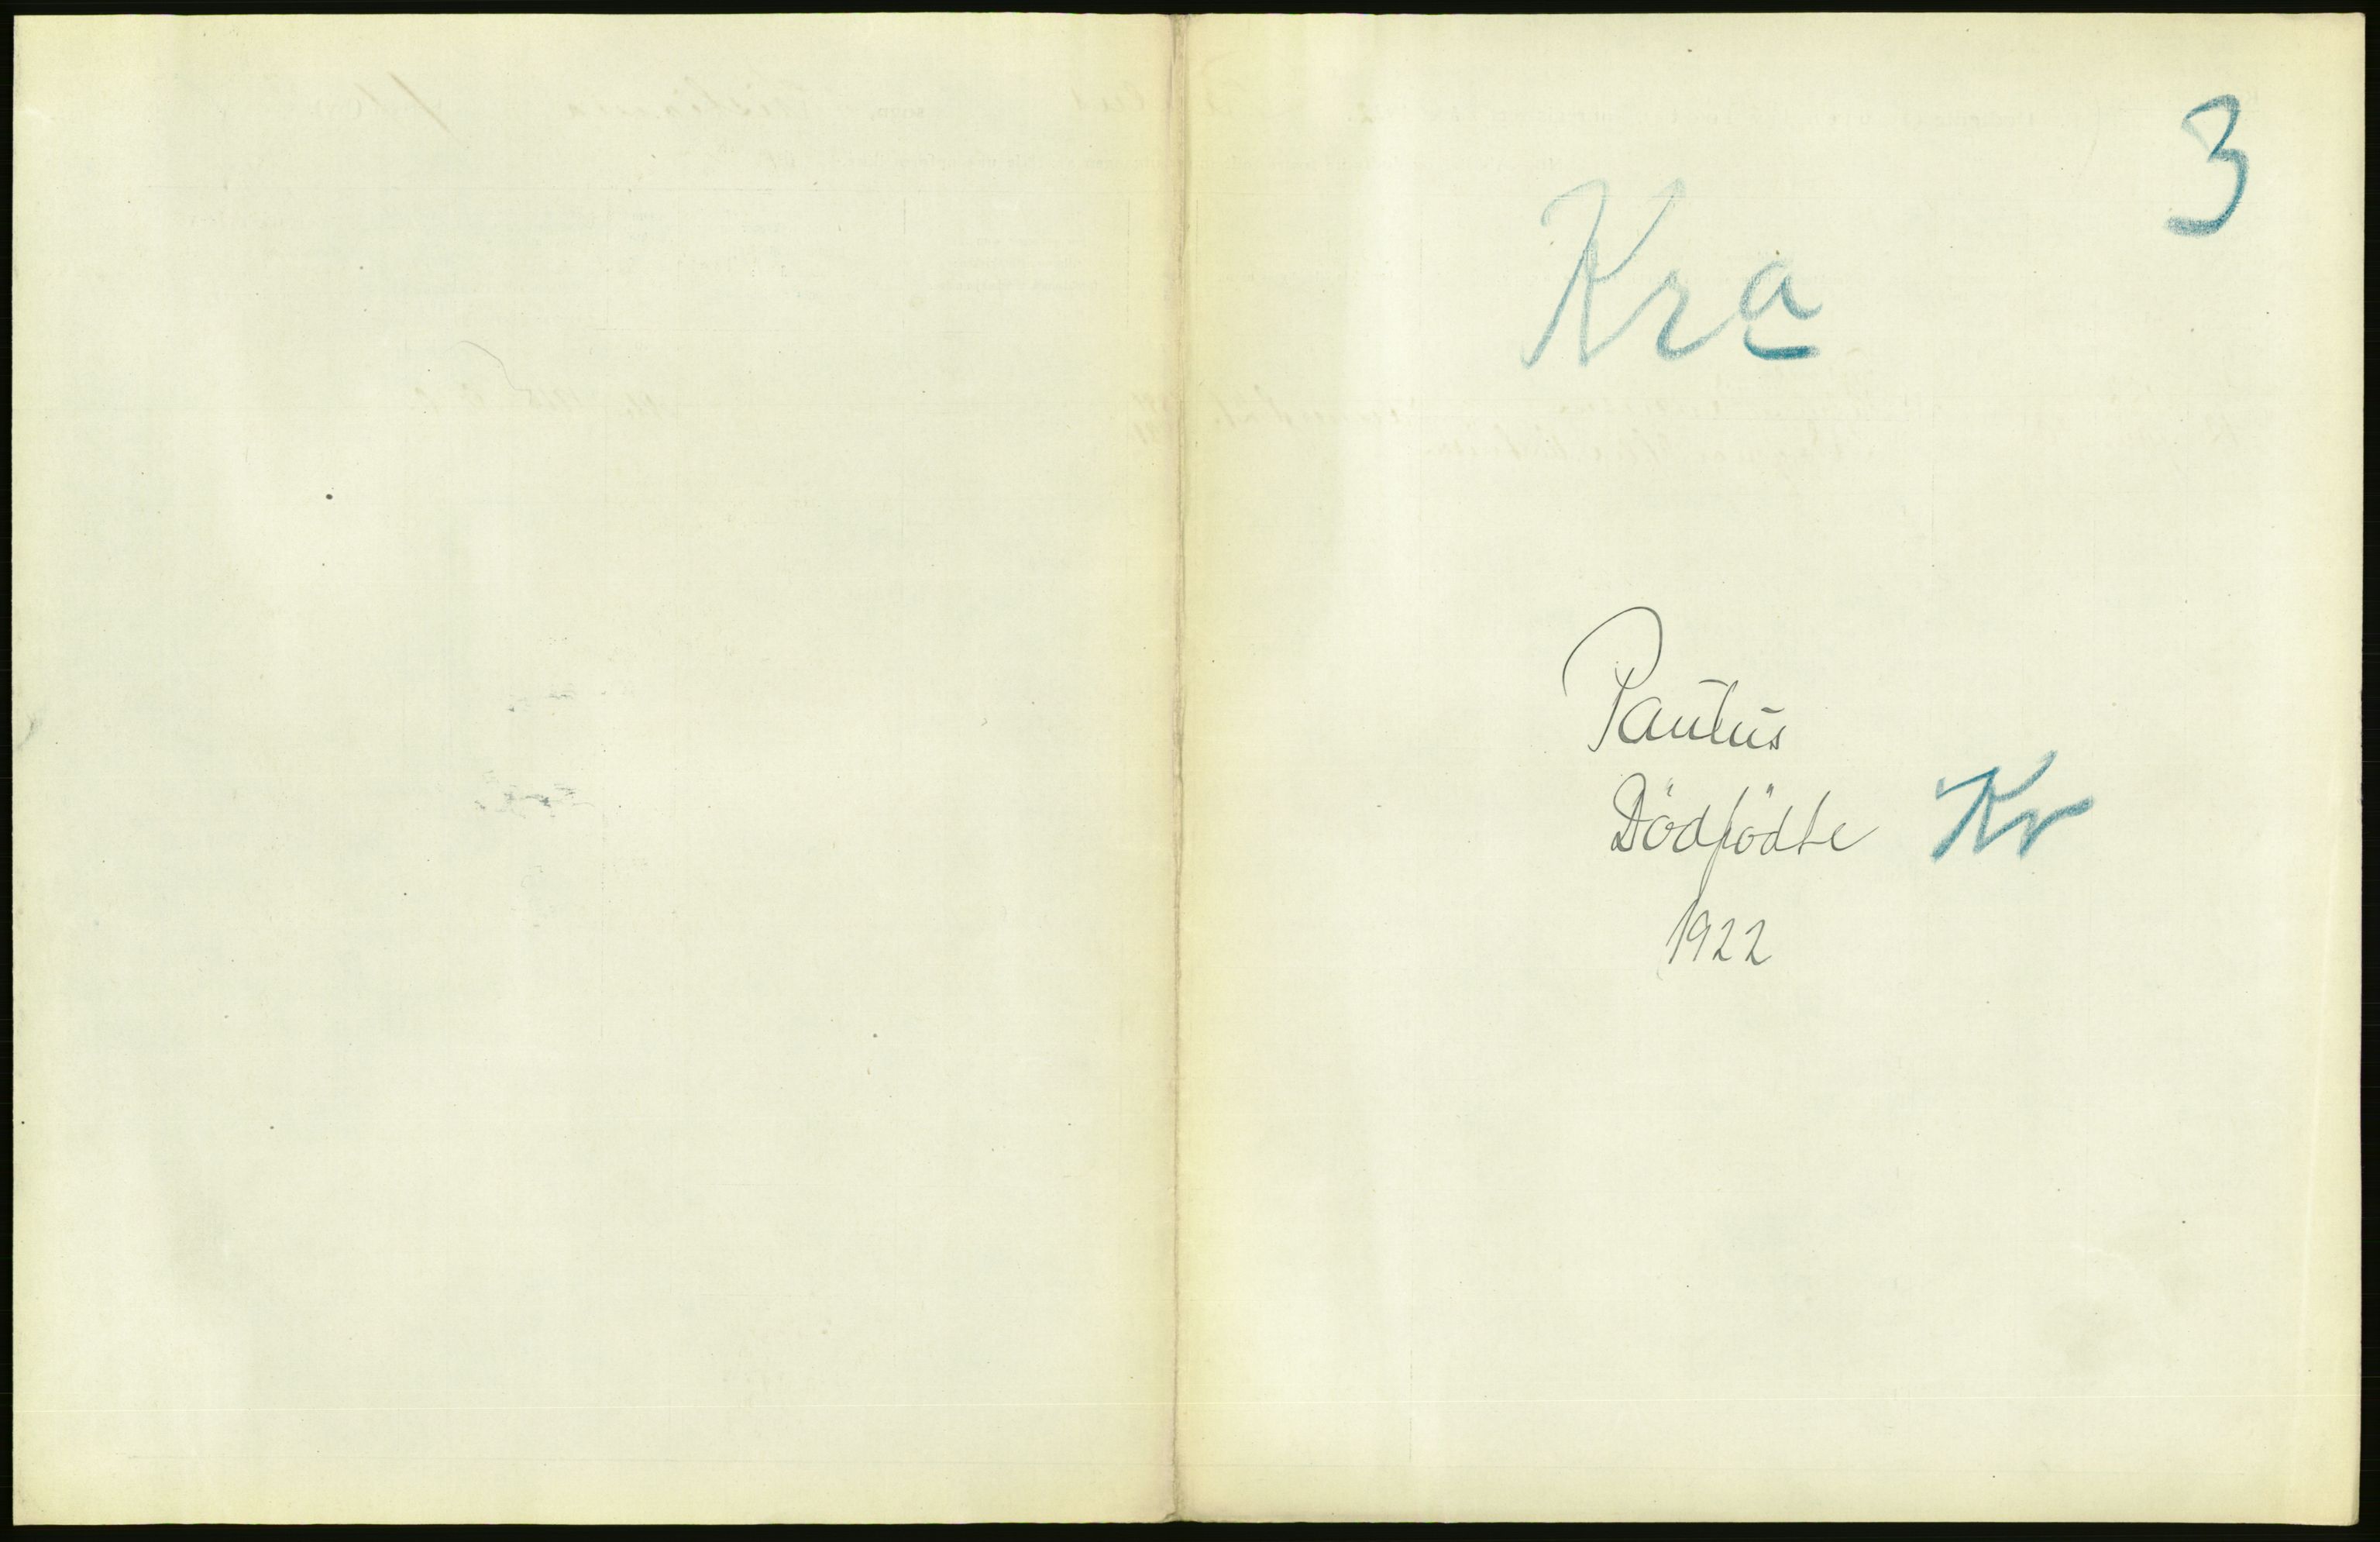 3
Kra
Paulus
Dödfödte Kr
1922